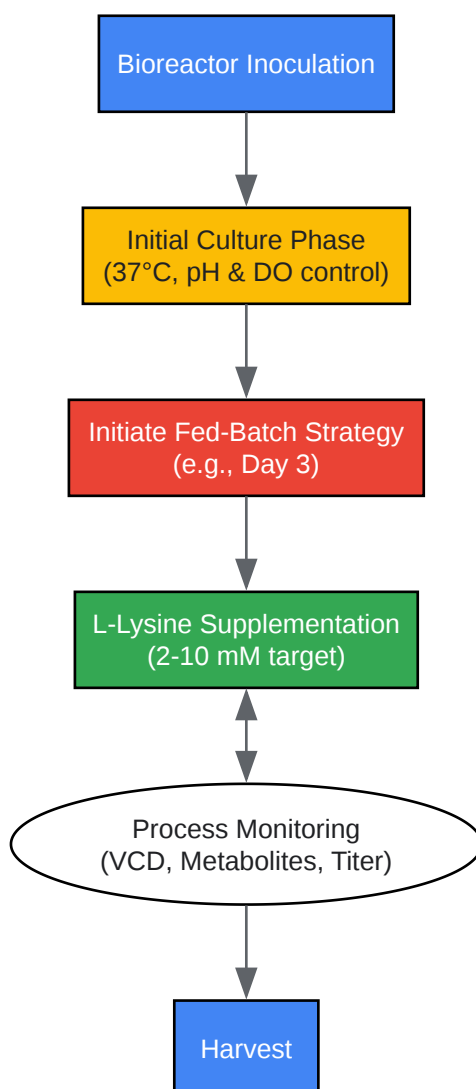 Bioreactor Inoculation
Initial Culture Phase
(37°C, pH & DO control)
Initiate Fed-Batch Strategy
(e.g., Day 3)
L-Lysine Supplementation
(2-10 mM target)
Process Monitoring
(VCD, Metabolites, Titer)
Harvest